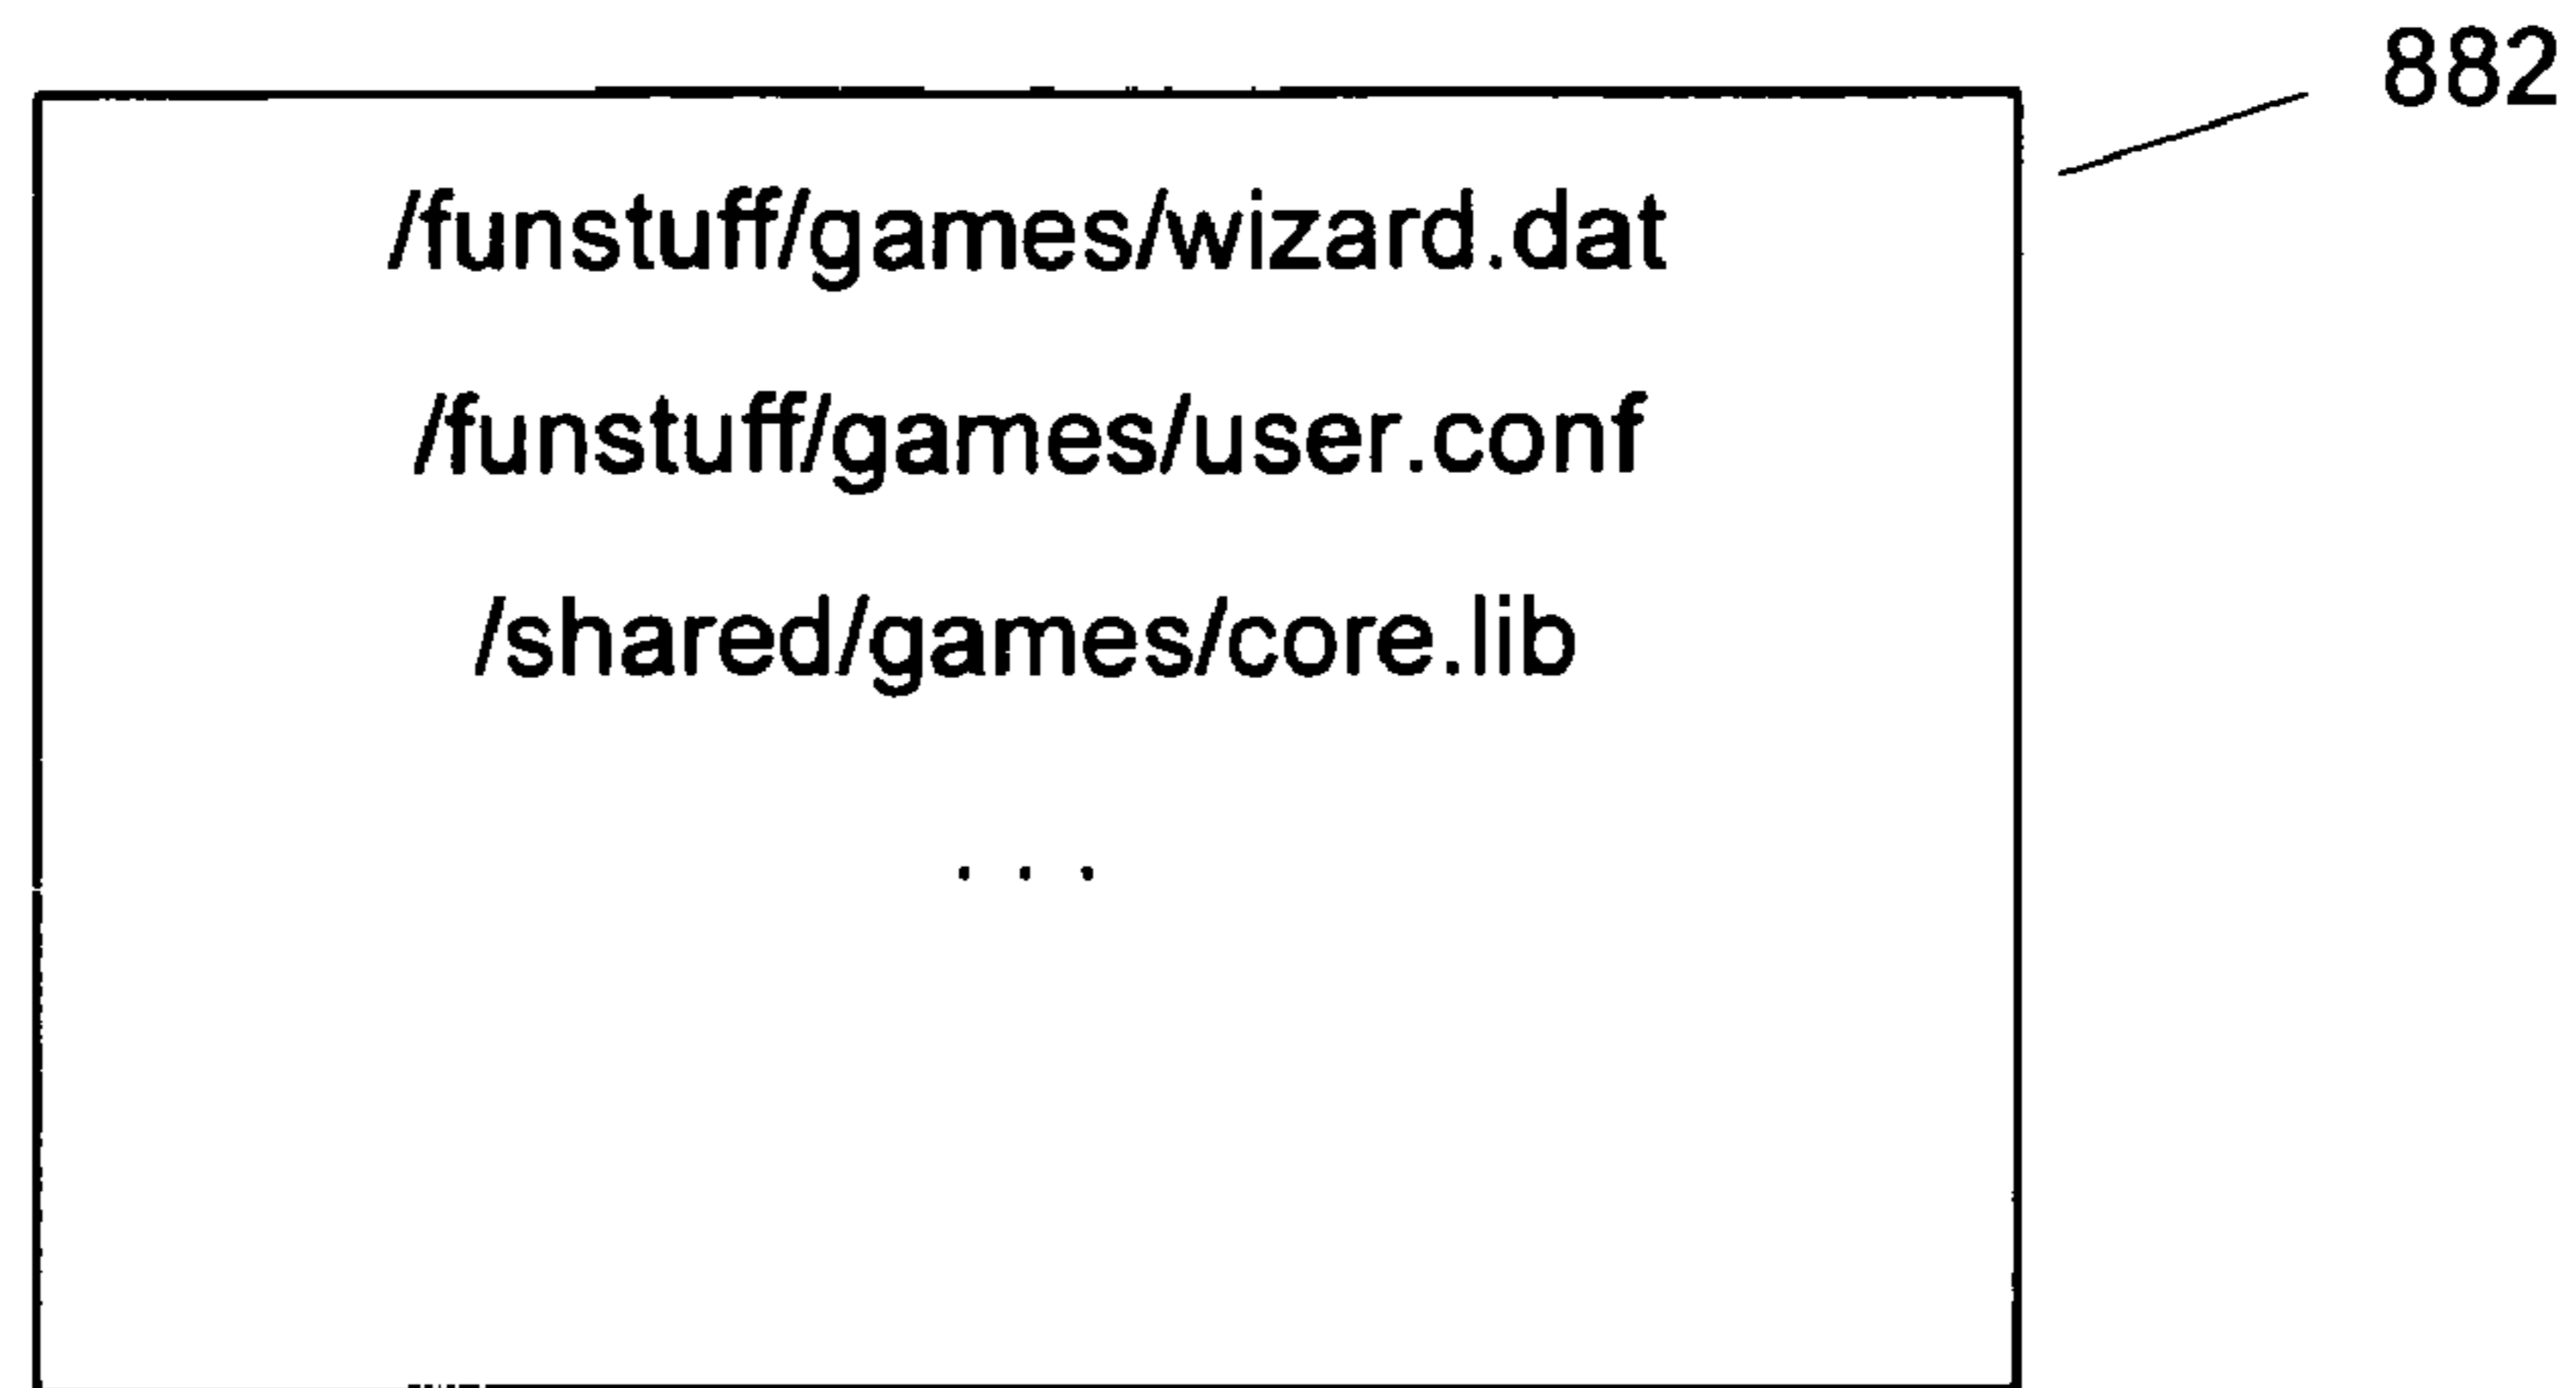 882
/funstuff/games/wizard.dat
/funstuff/games/user.conf
/shared/games/core.lib
. . .